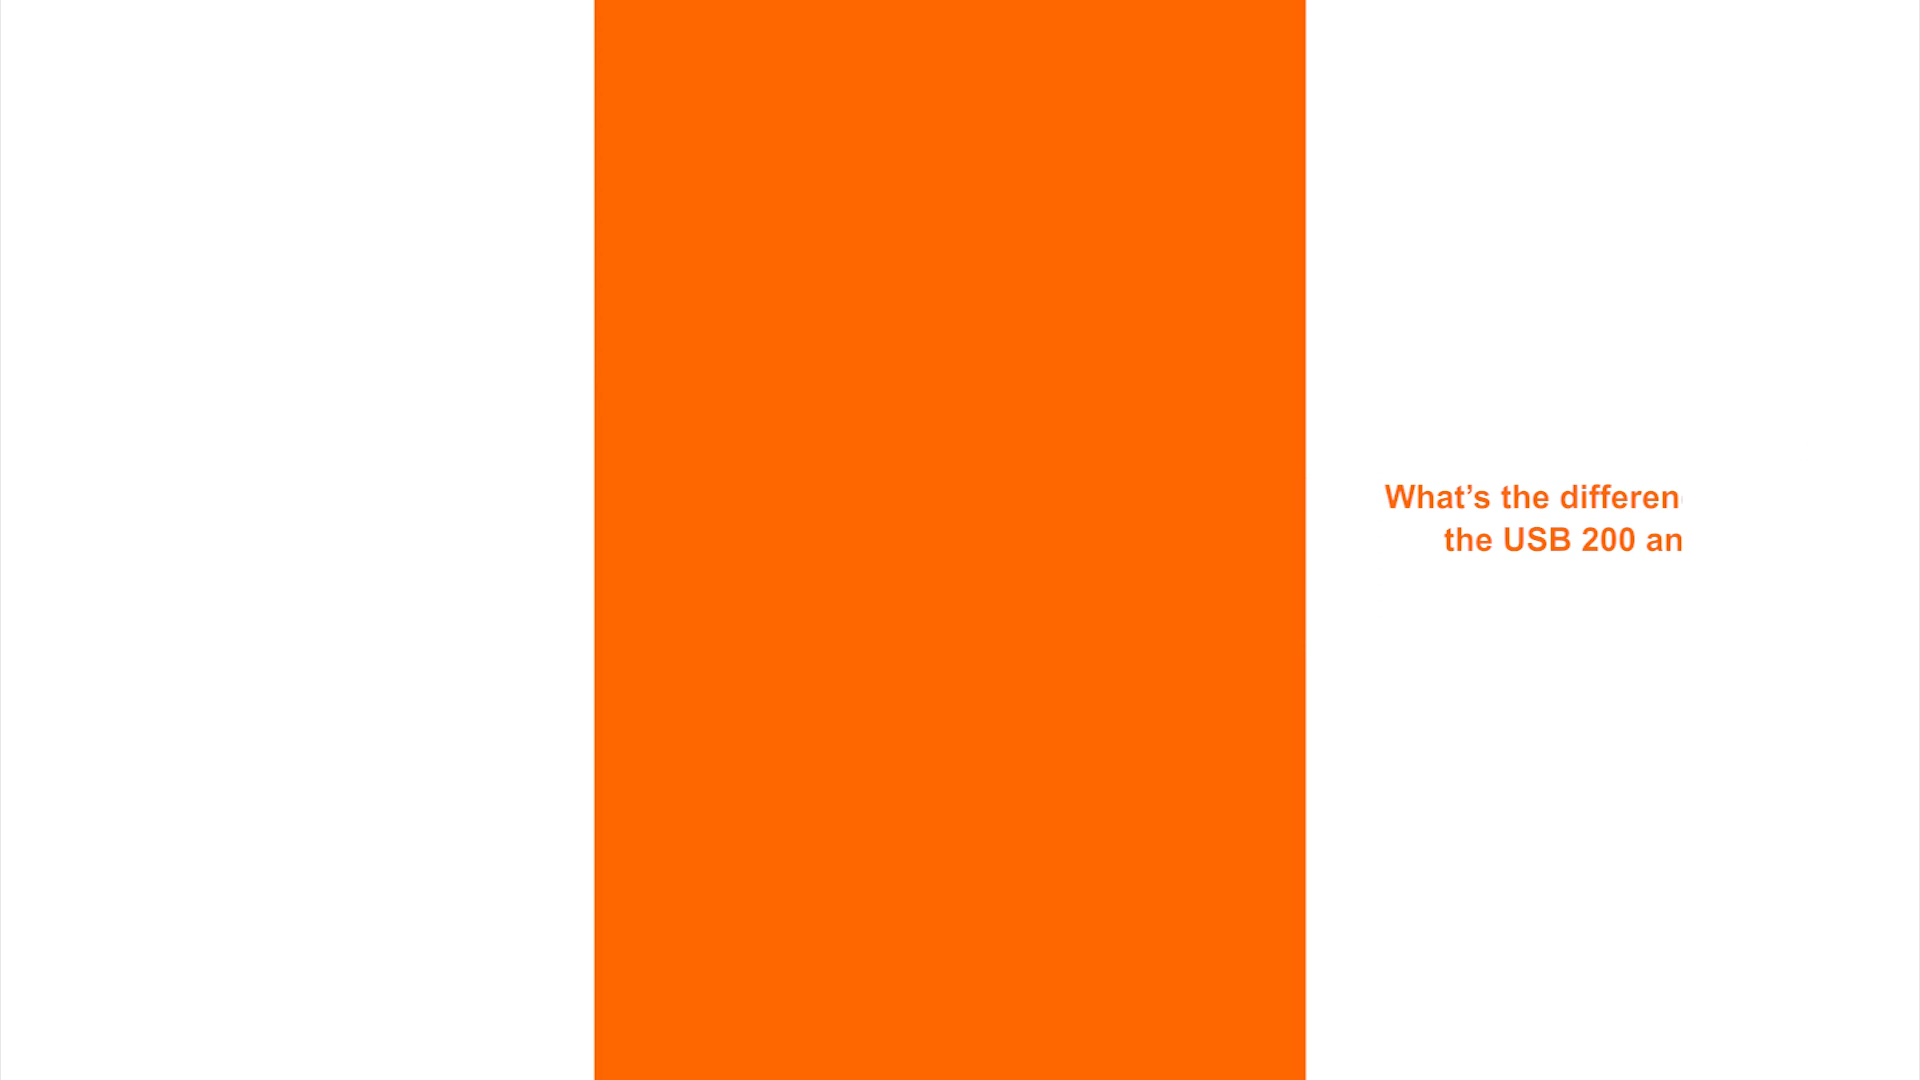 What’s the differen
the USB 200 an